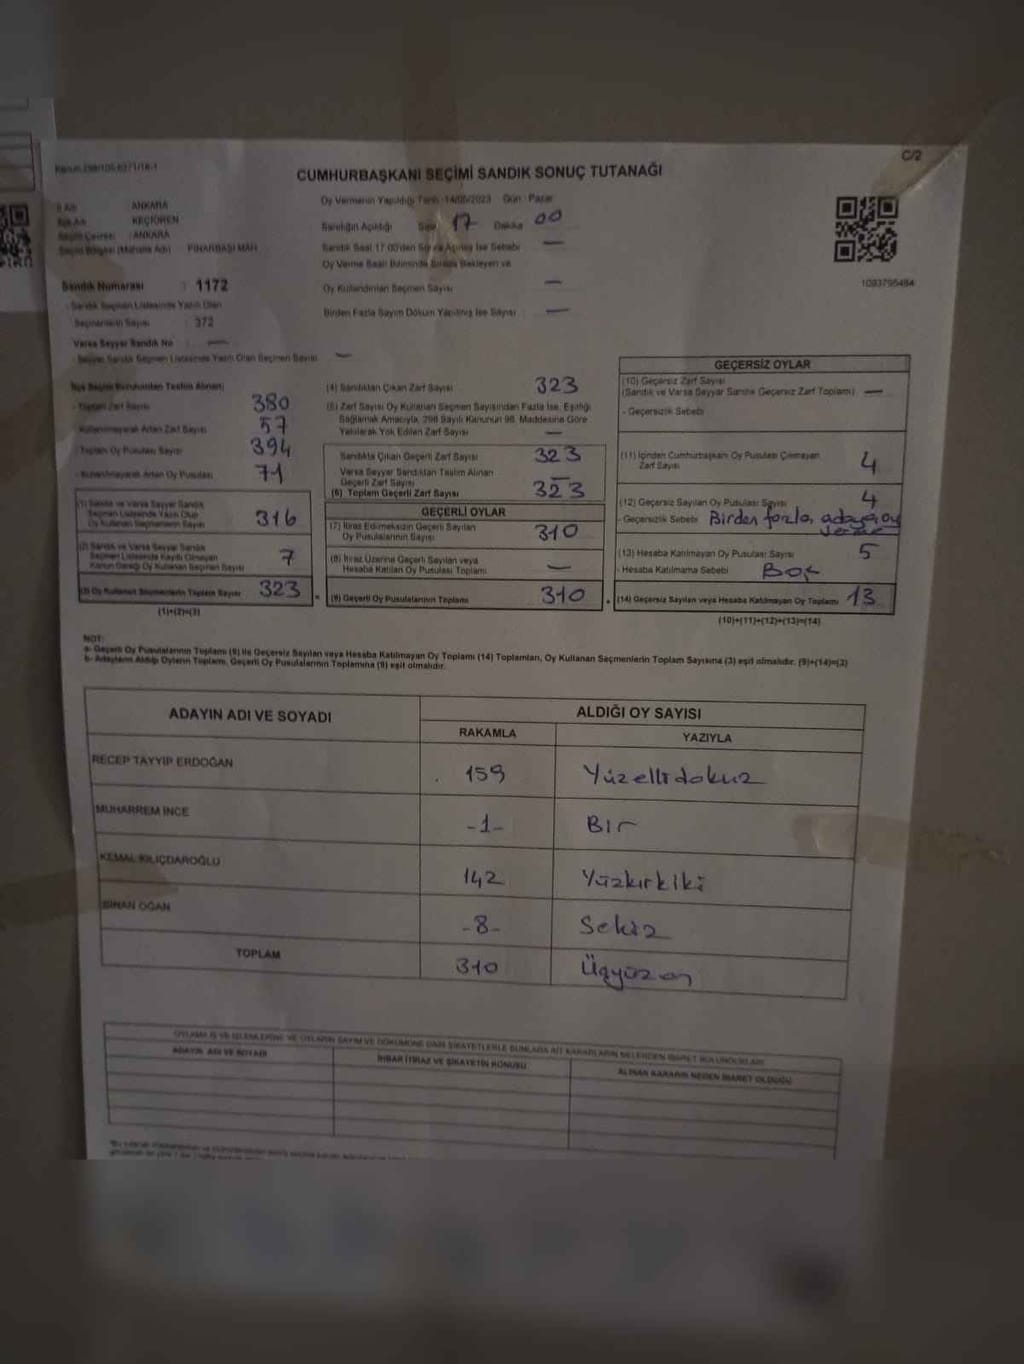 C/2
CUMHURBAŞKANI SEÇİMİ SANDIK SONUÇ TUTANAĞI
İl Adı : ANKARA
İlçe Adı : KEÇİÖREN
Seçim Çevresi : ANKARA
Seçim Bölgesi (Mahalle Adı) : PINARBAŞI MAH.
Sandık Numarası : 1172
Sandık Seçmen Listesinde Yazılı Olan
Seçmenlerin Sayısı : 372
Varsa Seyyar Sandık No : —
Seyyar Sandık Seçmen Listesinde Yazılı Olan Seçmen Sayısı : —
Oy Vermenin Yapıldığı Tarih : 14/05/2023 Gün : Pazar
Sandığın Açıldığı Saat : 17 Dakika : 00
Sandık Saat 17.00'den Sonra Açılmış İse Sebebi : —
Oy Verme Saati Bitiminde Sırada Bekleyen ve
Oy Kullandırılan Seçmen Sayısı : —
Birden Fazla Sayım Döküm Yapılmış İse Sayısı : —
1093795484
İlçe Seçim Kurulundan Teslim Alınan;
- Toplam Zarf Sayısı 380
- Kullanılmayarak Artan Zarf Sayısı 57
- Toplam Oy Pusulası Sayısı 394
- Kullanılmayarak Artan Oy Pusulası 71
(1) Sandık ve Varsa Seyyar Sandık
Seçmen Listesinde Yazılı Olup
Oy Kullanan Seçmenlerin Sayısı 316
(2) Sandık ve Varsa Seyyar Sandık
Seçmen Listesinde Kayıtlı Olmayan
Kanun Gereği Oy Kullanan Seçmen Sayısı 7
(3) Oy Kullanan Seçmenlerin Toplam Sayısı 323
(1)+(2)=(3)
(4) Sandıktan Çıkan Zarf Sayısı 323
(5) Zarf Sayısı Oy Kullanan Seçmen Sayısından Fazla İse, Eşitliği
Sağlamak Amacıyla, 298 Sayılı Kanunun 98. Maddesine Göre
Yakılarak Yok Edilen Zarf Sayısı —
Sandıkta Çıkan Geçerli Zarf Sayısı 323
Varsa Seyyar Sandıktan Teslim Alınan
Geçerli Zarf Sayısı —
(6) Toplam Geçerli Zarf Sayısı 323
GEÇERLİ OYLAR
(7) İtiraz Edilmeksizin Geçerli Sayılan
Oy Pusulalarının Sayısı 310
(8) İtiraz Üzerine Geçerli Sayılan veya
Hesaba Katılan Oy Pusulası Toplamı —
(9) Geçerli Oy Pusulalarının Toplamı 310
GEÇERSİZ OYLAR
(10) Geçersiz Zarf Sayısı
(Sandık ve Varsa Seyyar Sandık Geçersiz Zarf Toplamı) —
- Geçersizlik Sebebi
(11) İçinden Cumhurbaşkanı Oy Pusulası Çıkmayan
Zarf Sayısı 4
(12) Geçersiz Sayılan Oy Pusulası Sayısı 4
- Geçersizlik Sebebi Birden fazla adaya oy
verme
(13) Hesaba Katılmayan Oy Pusulası Sayısı 5
- Hesaba Katılmama Sebebi Boş
(14) Geçersiz Sayılan veya Hesaba Katılmayan Oy Toplamı 13
(10)+(11)+(12)+(13)=(14)
NOT:
a- Geçerli Oy Pusulalarının Toplamı (9) ile Geçersiz Sayılan veya Hesaba Katılmayan Oy Toplamı (14) Toplamları, Oy Kullanan Seçmenlerin Toplam Sayısına (3) eşit olmalıdır. (9)+(14)=(3)
b- Adayların Aldığı Oyların Toplamı, Geçerli Oy Pusulalarının Toplamına (9) eşit olmalıdır.
ADAYIN ADI VE SOYADI ALDIĞI OY SAYISI
RAKAMLA YAZIYLA
RECEP TAYYİP ERDOĞAN 159 Yüzellidokuz
MUHARREM İNCE -1- Bir
KEMAL KILIÇDAROĞLU 142 Yüzkırkiki
SİNAN OĞAN -8- Sekiz
TOPLAM 310 Üçyüzon
ADAYIN ADI VE SOYADI İHBAR İTİRAZ VE ŞİKAYETİN KONUSU ALINAN KARARIN NEDEN İBARET OLDUĞU